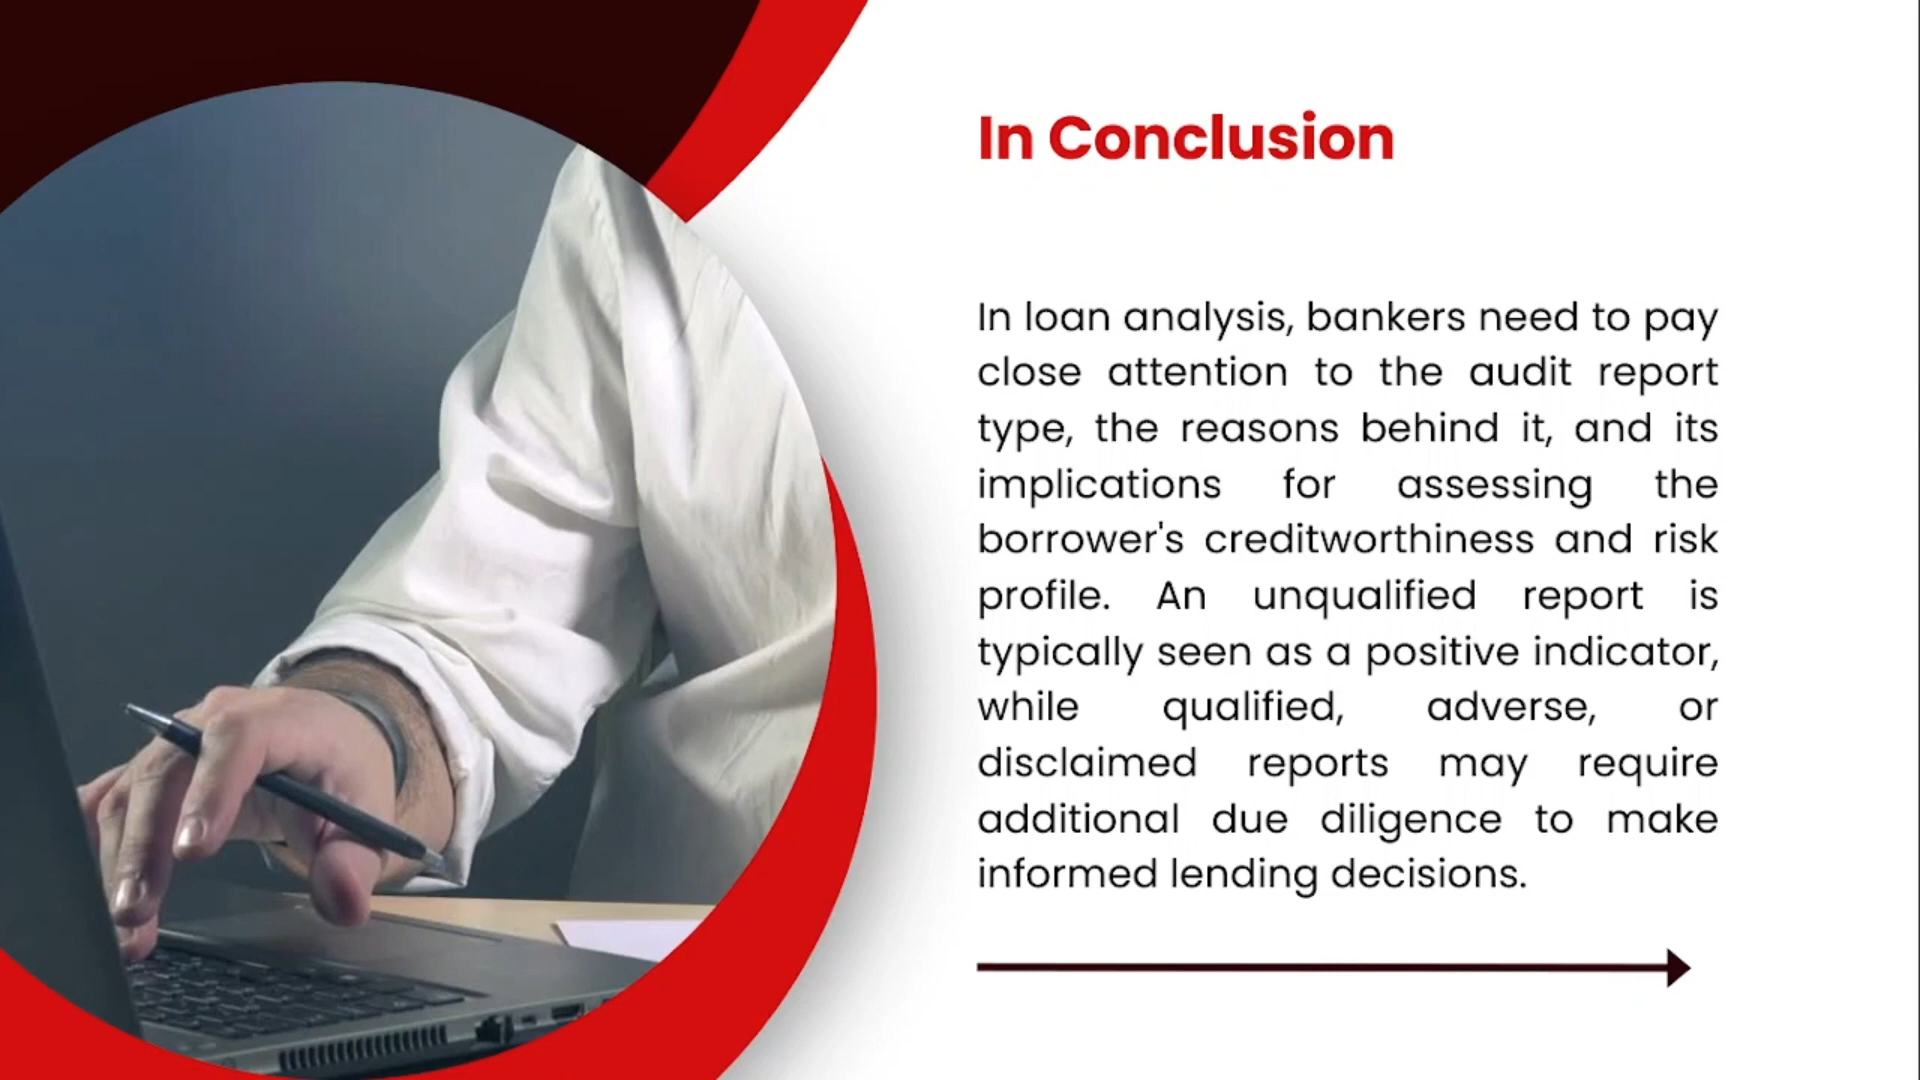 In Conclusion
In loan analysis, bankers need to pay
close attention to the audit report
type, the reasons behind it, and its
implications for assessing the
borrower's creditworthiness and risk
profile. An unqualified report is
typically seen as a positive indicator,
while qualified, adverse, or
disclaimed reports may require
additional due diligence to make
informed lending decisions.